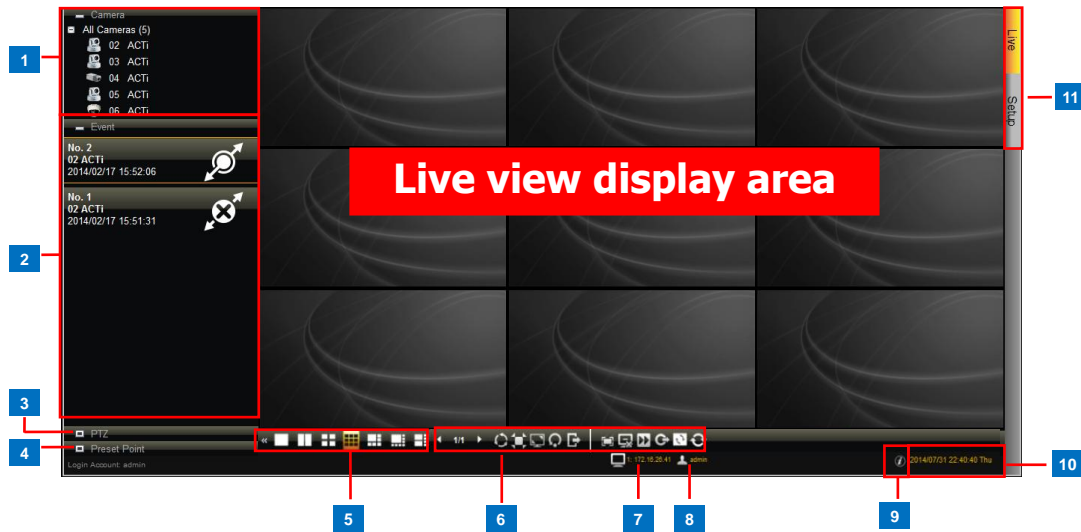 Camera
All Cameras (5)
02 ACTi
03 ACTi
04 ACTi
05 ACTi
06 ACTi
1
Event
No. 2
02 ACTi
2014/02/17 15:52:06
No. 1
02 ACTi
2014/02/17 15:51:31
2
Live view display area
Live
Setup
11
3
PTZ
4
Preset Point
Login Account: admin
« 1/1
1: 172.16.26.41 admin
2014/07/31 22:40:40 Thu
10
5
6
7
8
9